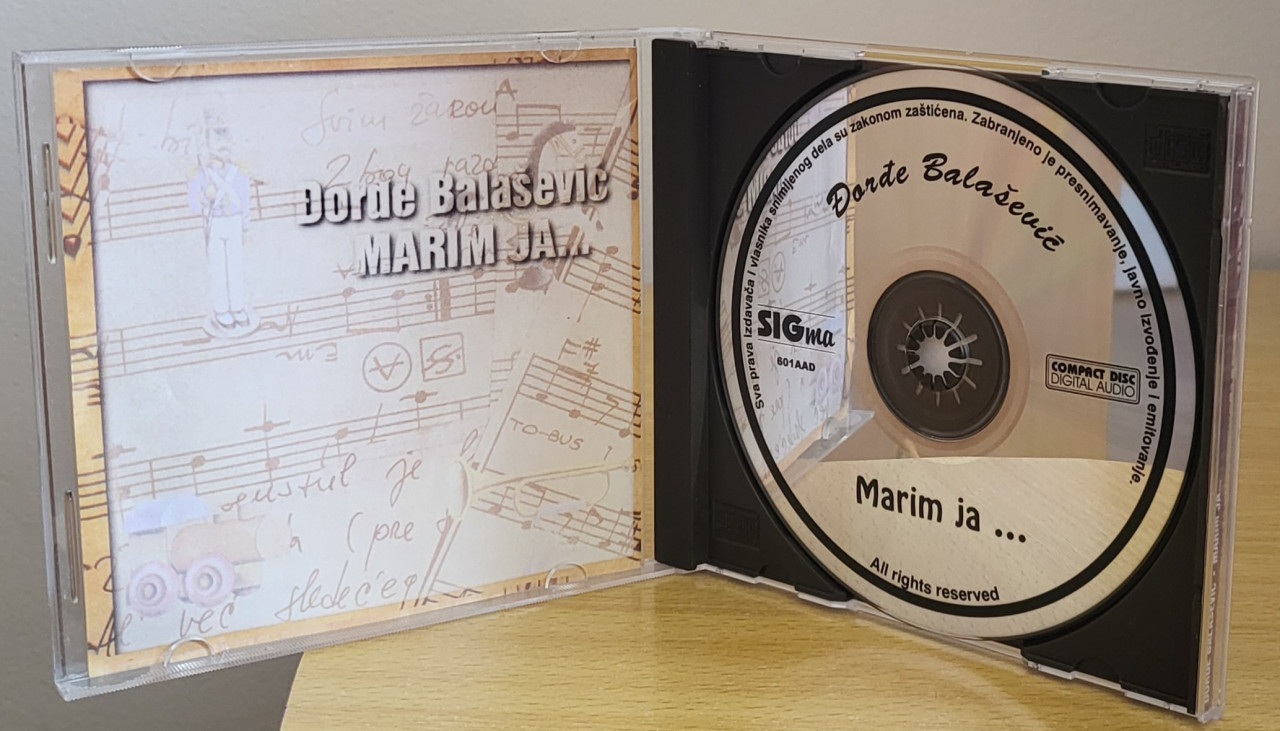 Svim zakon
Zbog
Đorđe Balašević
MARIM JA...
Em
A
F#
TO-BUS
je
(pre
već
sledećeg
Sva prava izdavača i vlasnika snimljenog dela su zakonom zaštićena. Zabranjeno je presnimavanje, javno izvođenje i emitovanje.
Đorđe Balašević
SIGma
601AAD
COMPACT DISC
DIGITAL AUDIO
Marim ja ...
All rights reserved